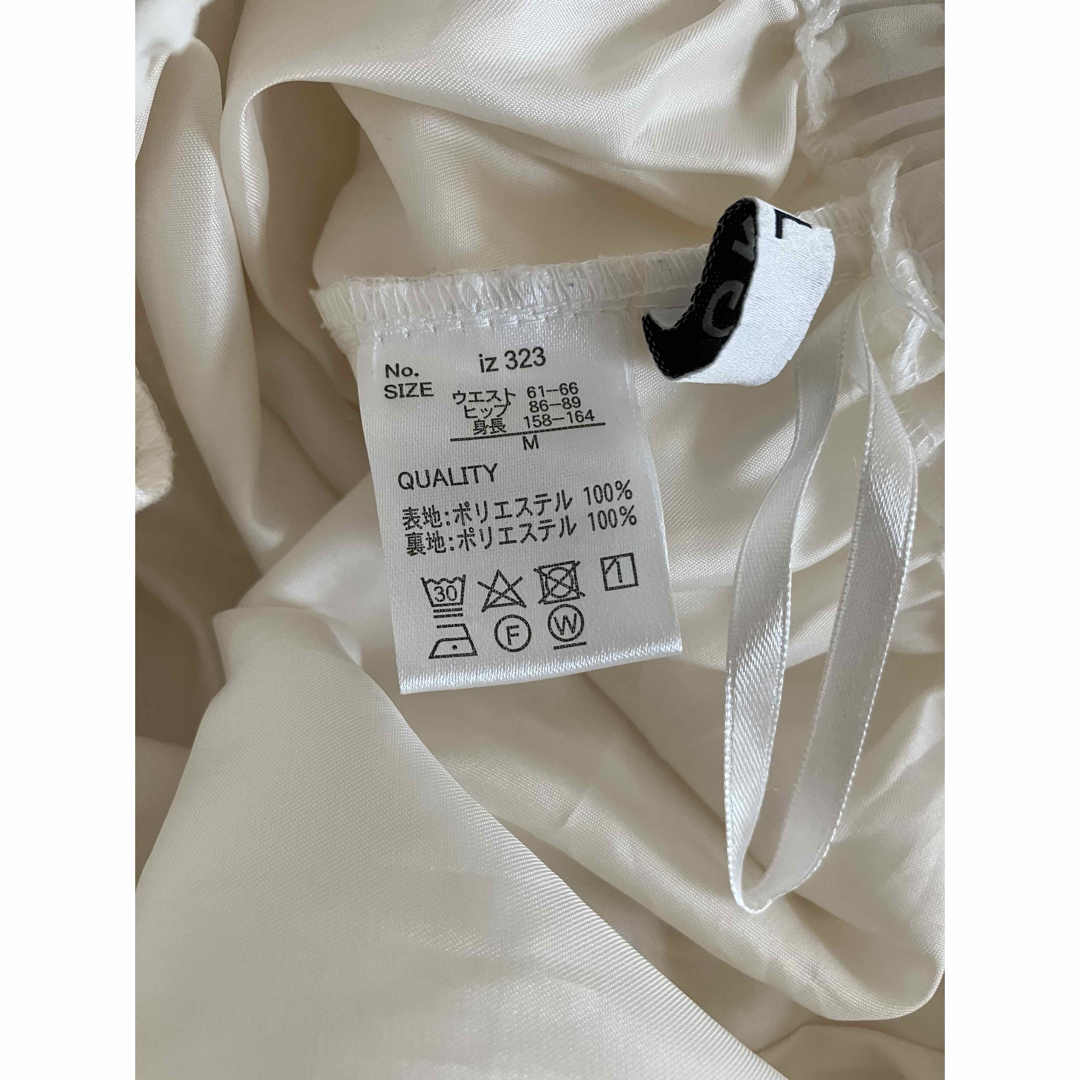 No. iz 323
SIZE
ウエスト 61-66
ヒップ 86-89
身長 158-164
M
QUALITY
表地:ポリエステル 100%
裏地:ポリエステル 100%
30
F W